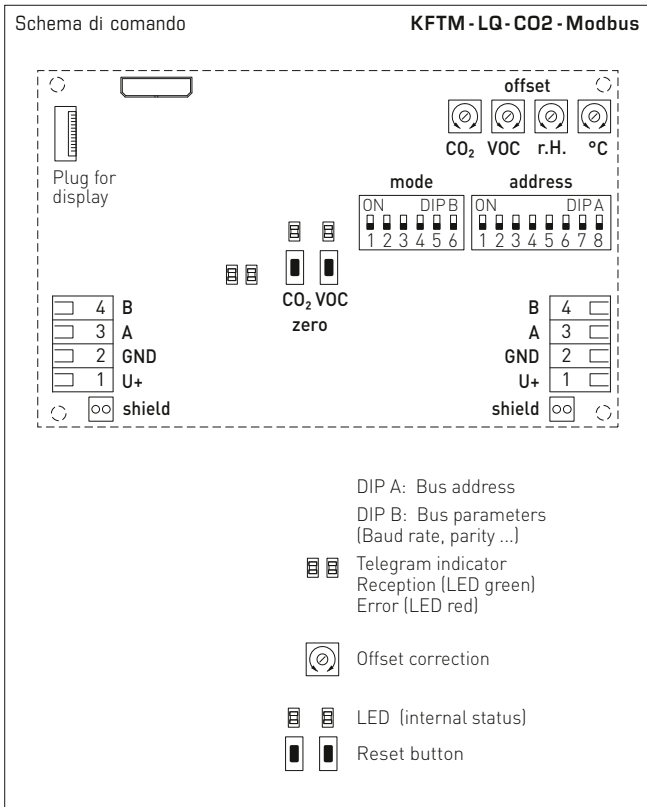 Schema di comando KFTM-LQ-CO2-Modbus
offset
CO₂ VOC r.H. °C
Plug for
display
mode address
ON DIP B ON DIP A
1 2 3 4 5 6 1 2 3 4 5 6 7 8
CO₂ VOC
zero
4 B B 4
3 A A 3
2 GND GND 2
1 U+ U+ 1
shield shield
DIP A: Bus address
DIP B: Bus parameters
(Baud rate, parity ...)
Telegram indicator
Reception (LED green)
Error (LED red)
Offset correction
LED (internal status)
Reset button